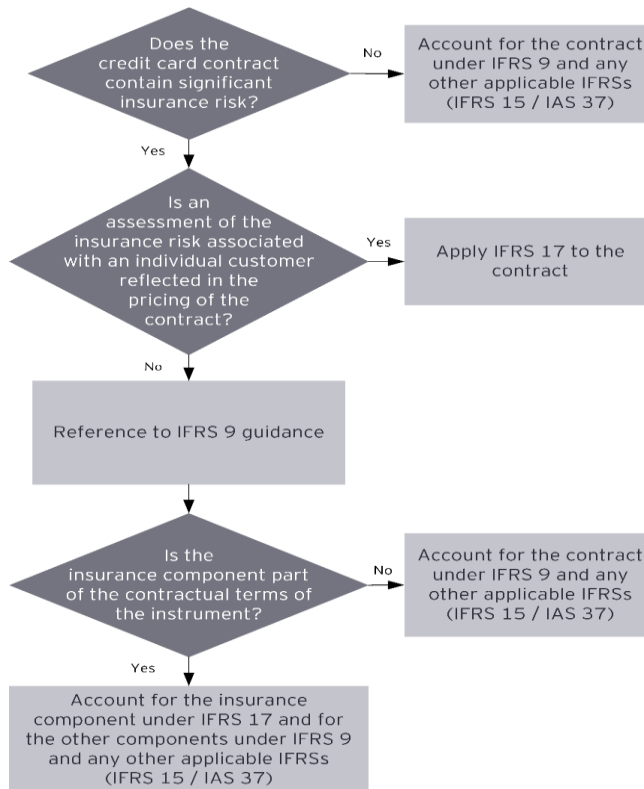 Does the
credit card contract
contain significant
insurance risk?
No
Account for the contract
under IFRS 9 and any
other applicable IFRSs
(IFRS 15 / IAS 37)
Yes
Is an
assessment of the
insurance risk associated
with an individual customer
reflected in the
pricing of the
contract?
Yes
Apply IFRS 17 to the
contract
No
Reference to IFRS 9 guidance
Is the
insurance component part
of the contractual terms of
the instrument?
No
Account for the contract
under IFRS 9 and any
other applicable IFRSs
(IFRS 15 / IAS 37)
Yes
Account for the insurance
component under IFRS 17 and for
the other components under IFRS 9
and any other applicable IFRSs
(IFRS 15 / IAS 37)